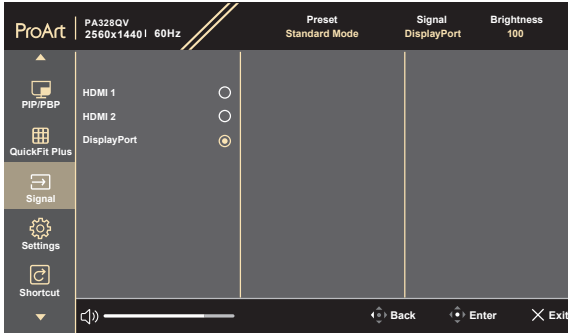 ProArt
PA328QV
2560x1440 60Hz
Preset
Standard Mode
Signal
DisplayPort
Brightness
100
PIP/PBP
QuickFit Plus
Signal
Settings
Shortcut
HDMI 1
HDMI 2
DisplayPort
Back
Enter
Exit